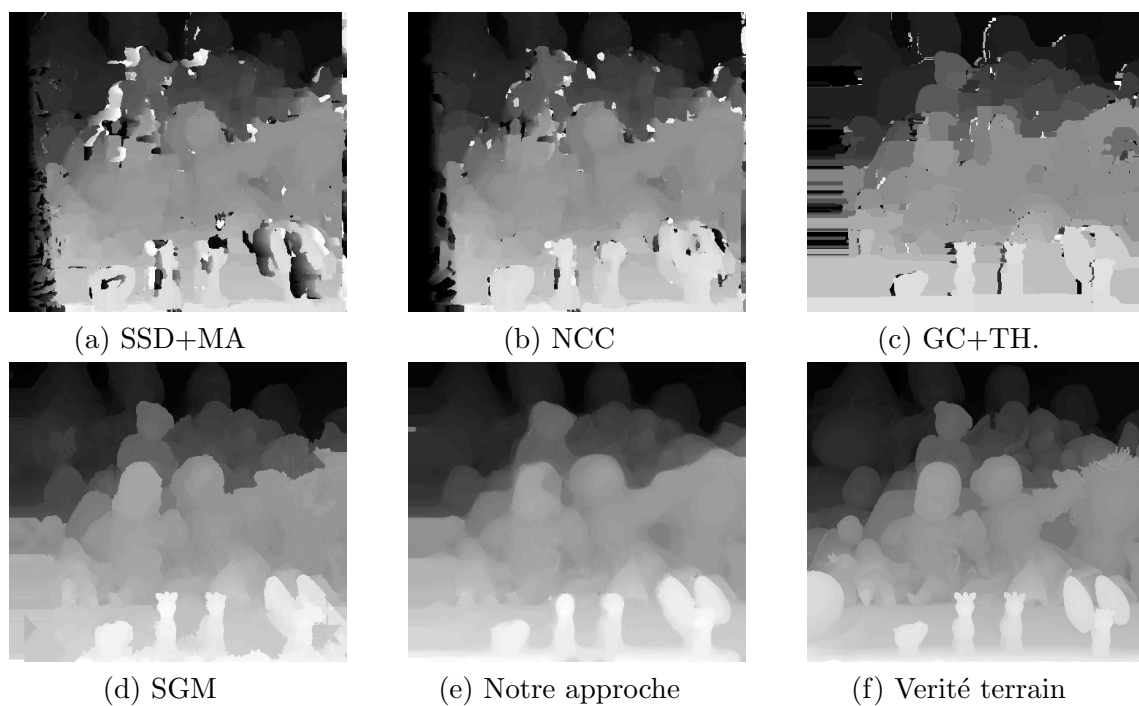 (a) SSD+MA
(b) NCC
(c) GC+TH.
(d) SGM
(e) Notre approche
(f) Verité terrain